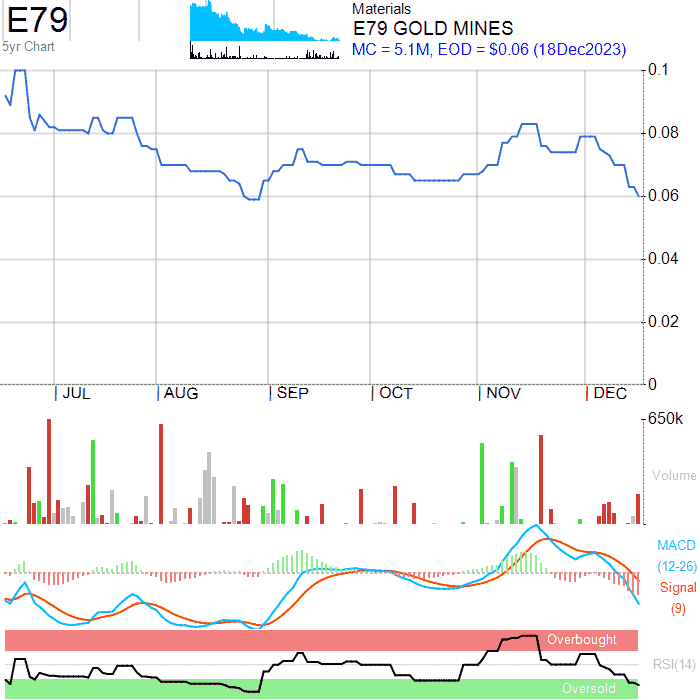 E79
5yr Chart
Materials
E79 GOLD MINES
MC = 5.1M, EOD = $0.06 (18Dec2023)
0.1
0.08
0.06
0.04
0.02
0
JUL AUG SEP OCT NOV DEC
650k
Volume
MACD
(12-26)
Signal
(9)
Overbought
RSI(14)
Oversold